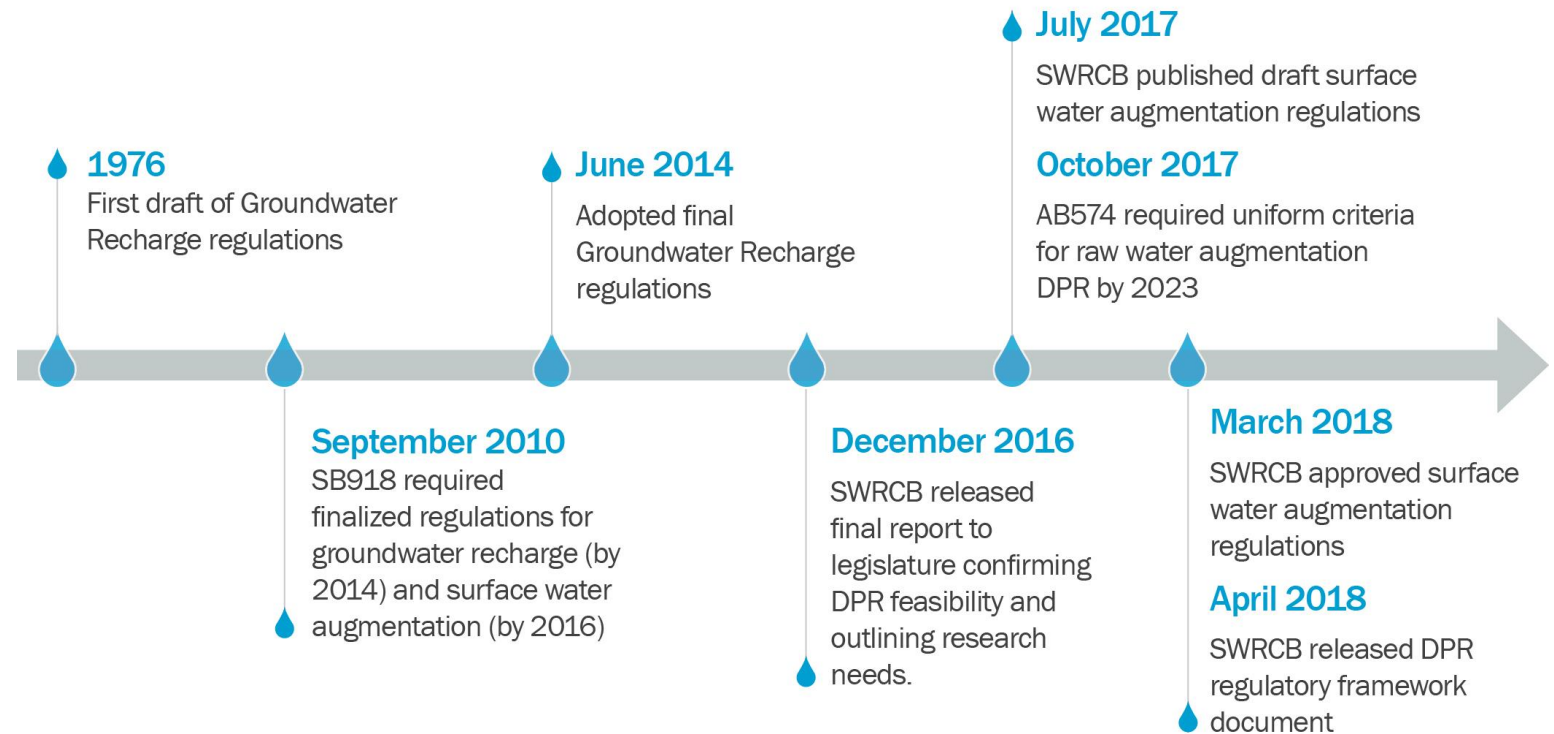 1976
First draft of Groundwater
Recharge regulations
September 2010
SB918 required
finalized regulations for
groundwater recharge (by
2014) and surface water
augmentation (by 2016)
June 2014
Adopted final
Groundwater Recharge
regulations
December 2016
SWRCB released
final report to
legislature confirming
DPR feasibility and
outlining research
needs.
July 2017
SWRCB published draft surface
water augmentation regulations
October 2017
AB574 required uniform criteria
for raw water augmentation
DPR by 2023
March 2018
SWRCB approved surface
water augmentation
regulations
April 2018
SWRCB released DPR
regulatory framework
document